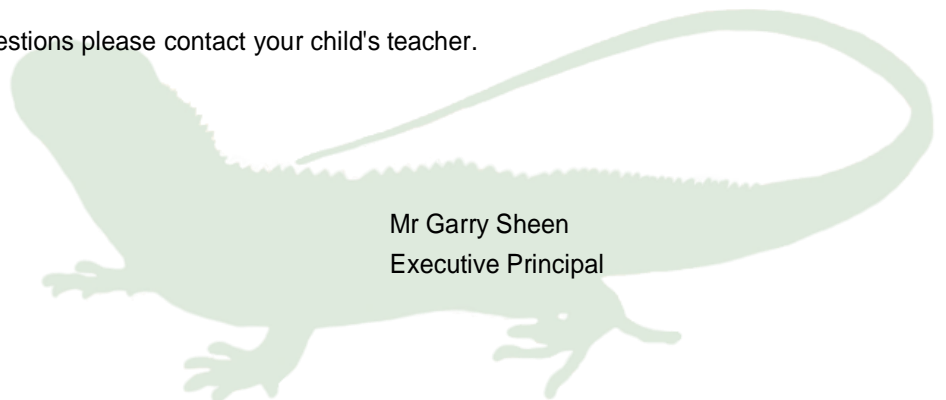 estions please contact your child's teacher.
Mr Garry Sheen
Executive Principal